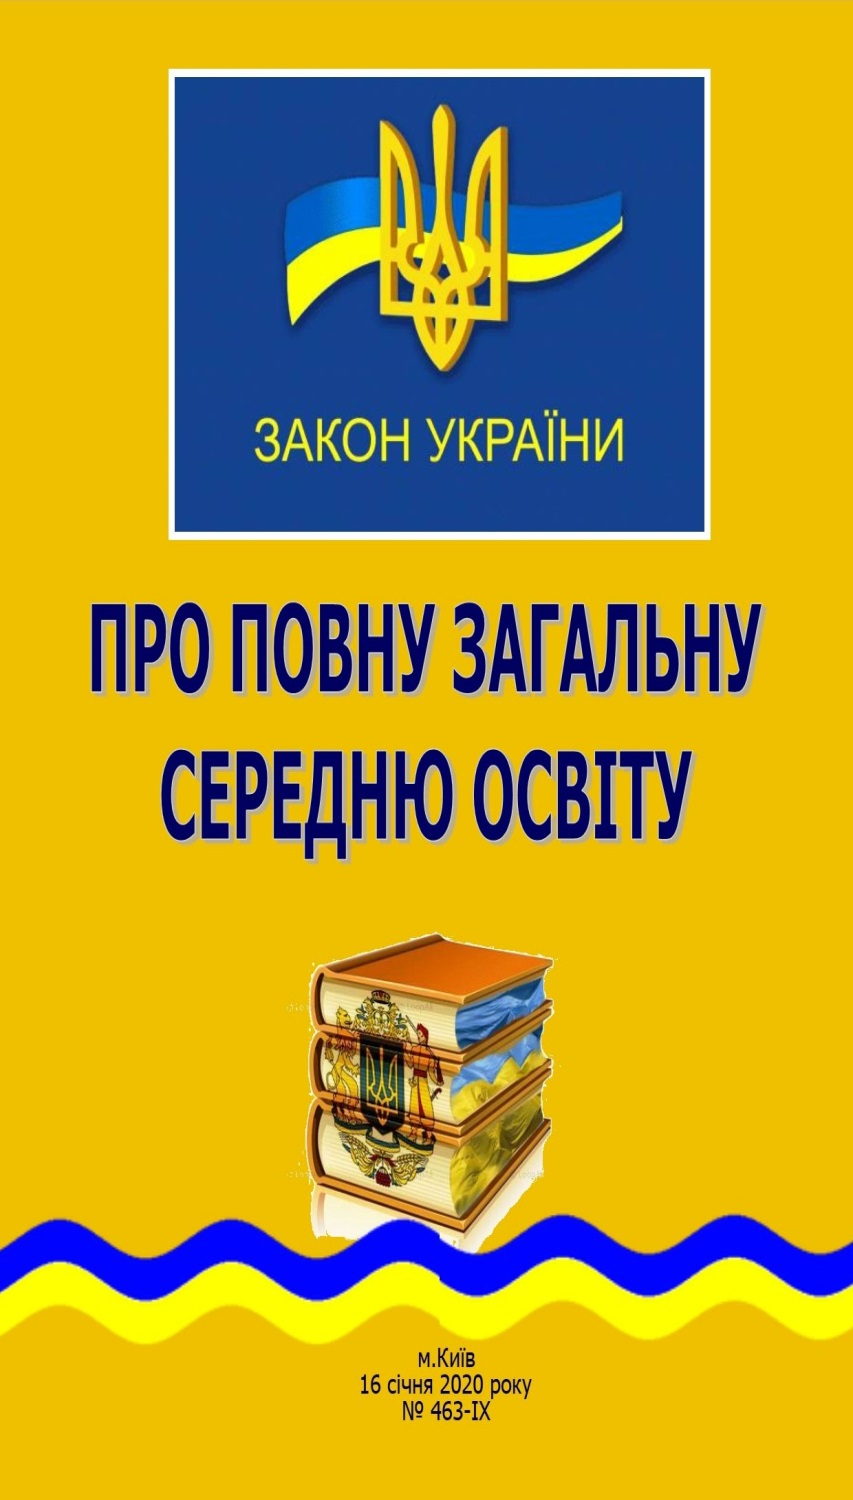 ЗАКОН УКРАЇНИ
ПРО ПОВНУ ЗАГАЛЬНУ
СЕРЕДНЮ ОСВІТУ
м.Київ
16 січня 2020 року
№ 463-IX